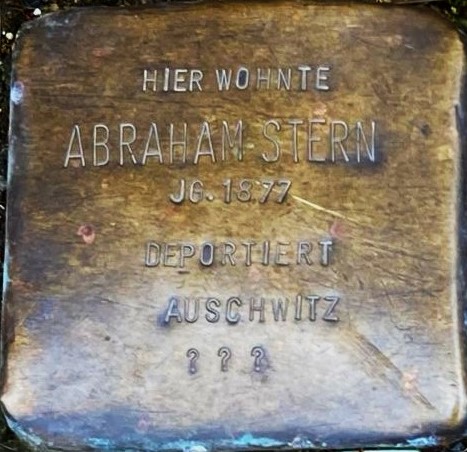 HIER WOHNTE
ABRAHAM STERN
JG. 1877
DEPORTIERT
AUSCHWITZ
? ? ?